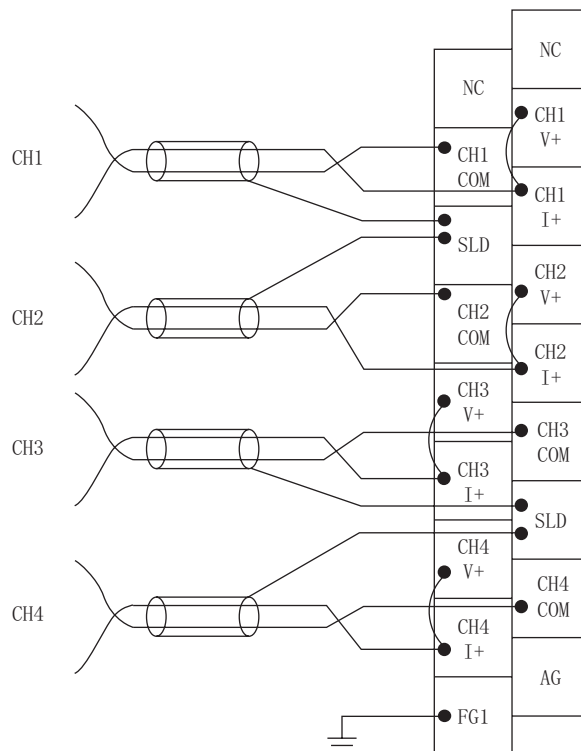 CH1
CH2
CH3
CH4
NC
CH1
COM
SLD
CH2
COM
CH3
V+
CH3
I+
CH4
V+
CH4
I+
FG1
NC
CH1
V+
CH1
I+
CH2
V+
CH2
I+
CH3
COM
SLD
CH4
COM
AG